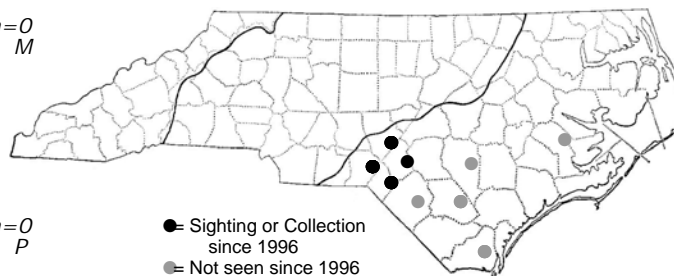 =0
M
=0
P
= Sighting or Collection
since 1996
= Not seen since 1996